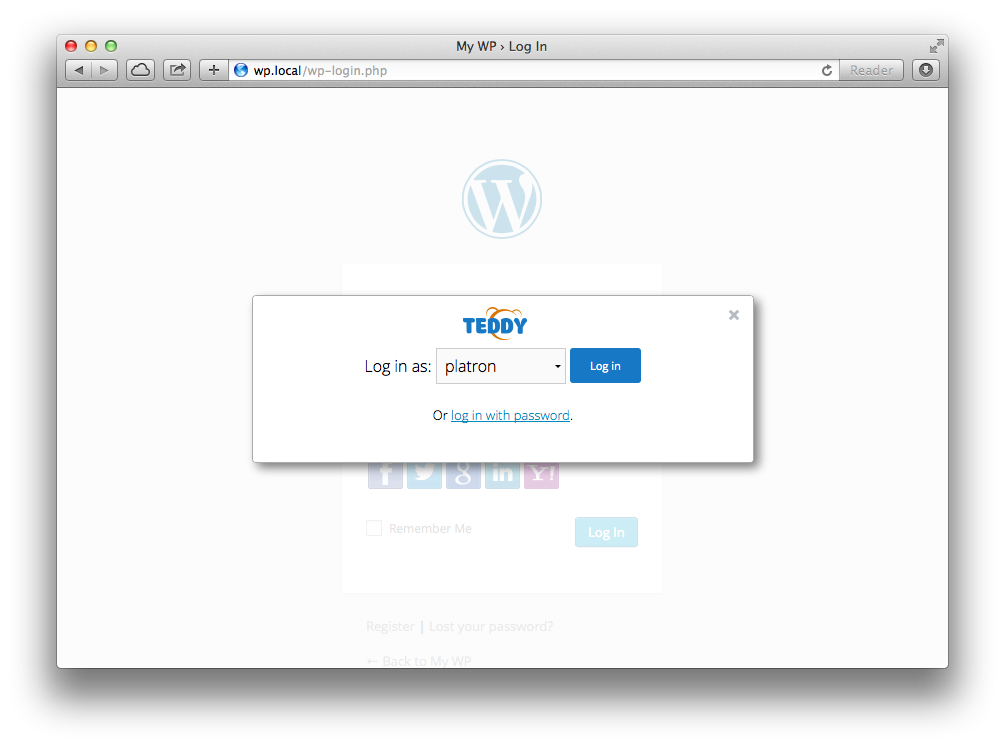 My WP › Log In
wp.local/wp-login.php
Reader
W
TEDDY
Log in as: platron Log in
Or log in with password.
f g in Y!
Remember Me
Log In
Register | Lost your password?
← Back to My WP